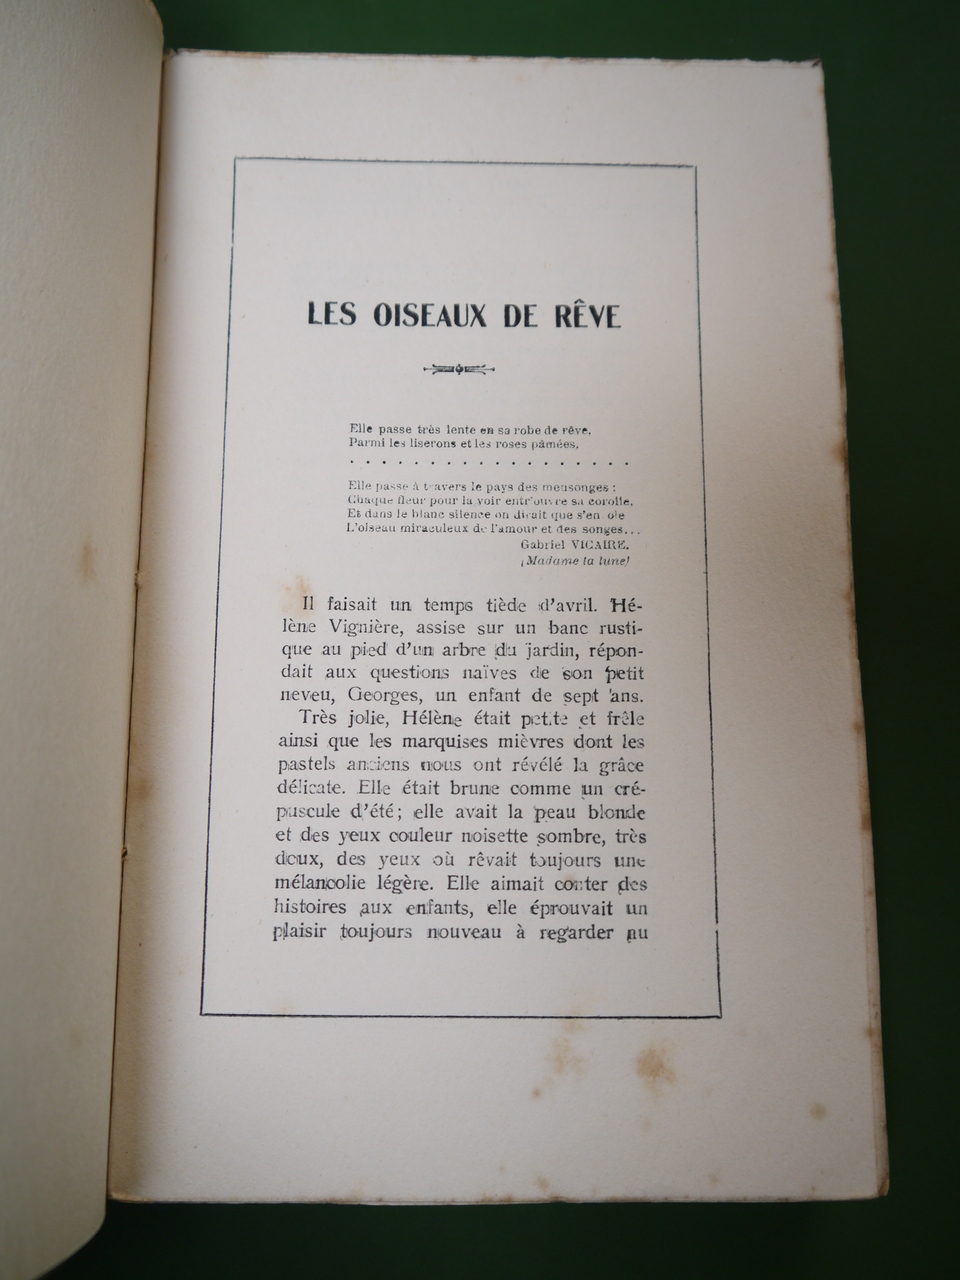 LES OISEAUX DE RÊVE
Elle passe très lente en sa robe de rêve,
Parmi les liserons et les roses pâmées,
. . . . . . . . . . . . . . . . . .
Elle passe à travers le pays des mensonges :
Chaque fleur pour la voir entr'ouvre sa corolle,
Et dans le blanc silence on dirait que s'en ole
L'oiseau miraculeux de l'amour et des songes...
Gabriel VICAIRE.
¡Madame la lune!
Il faisait un temps tiède d'avril. Hé-
lène Vignière, assise sur un banc rusti-
que au pied d'un arbre du jardin, répon-
dait aux questions naïves de son petit
neveu, Georges, un enfant de sept ans.
Très jolie, Hélène était petite et frêle
ainsi que les marquises mièvres dont les
pastels anciens nous ont révélé la grâce
délicate. Elle était brune comme un cré-
puscule d'été; elle avait la peau blonde
et des yeux couleur noisette sombre, très
doux, des yeux où rêvait toujours une
mélancolie légère. Elle aimait conter des
histoires aux enfants, elle éprouvait un
plaisir toujours nouveau à regarder au